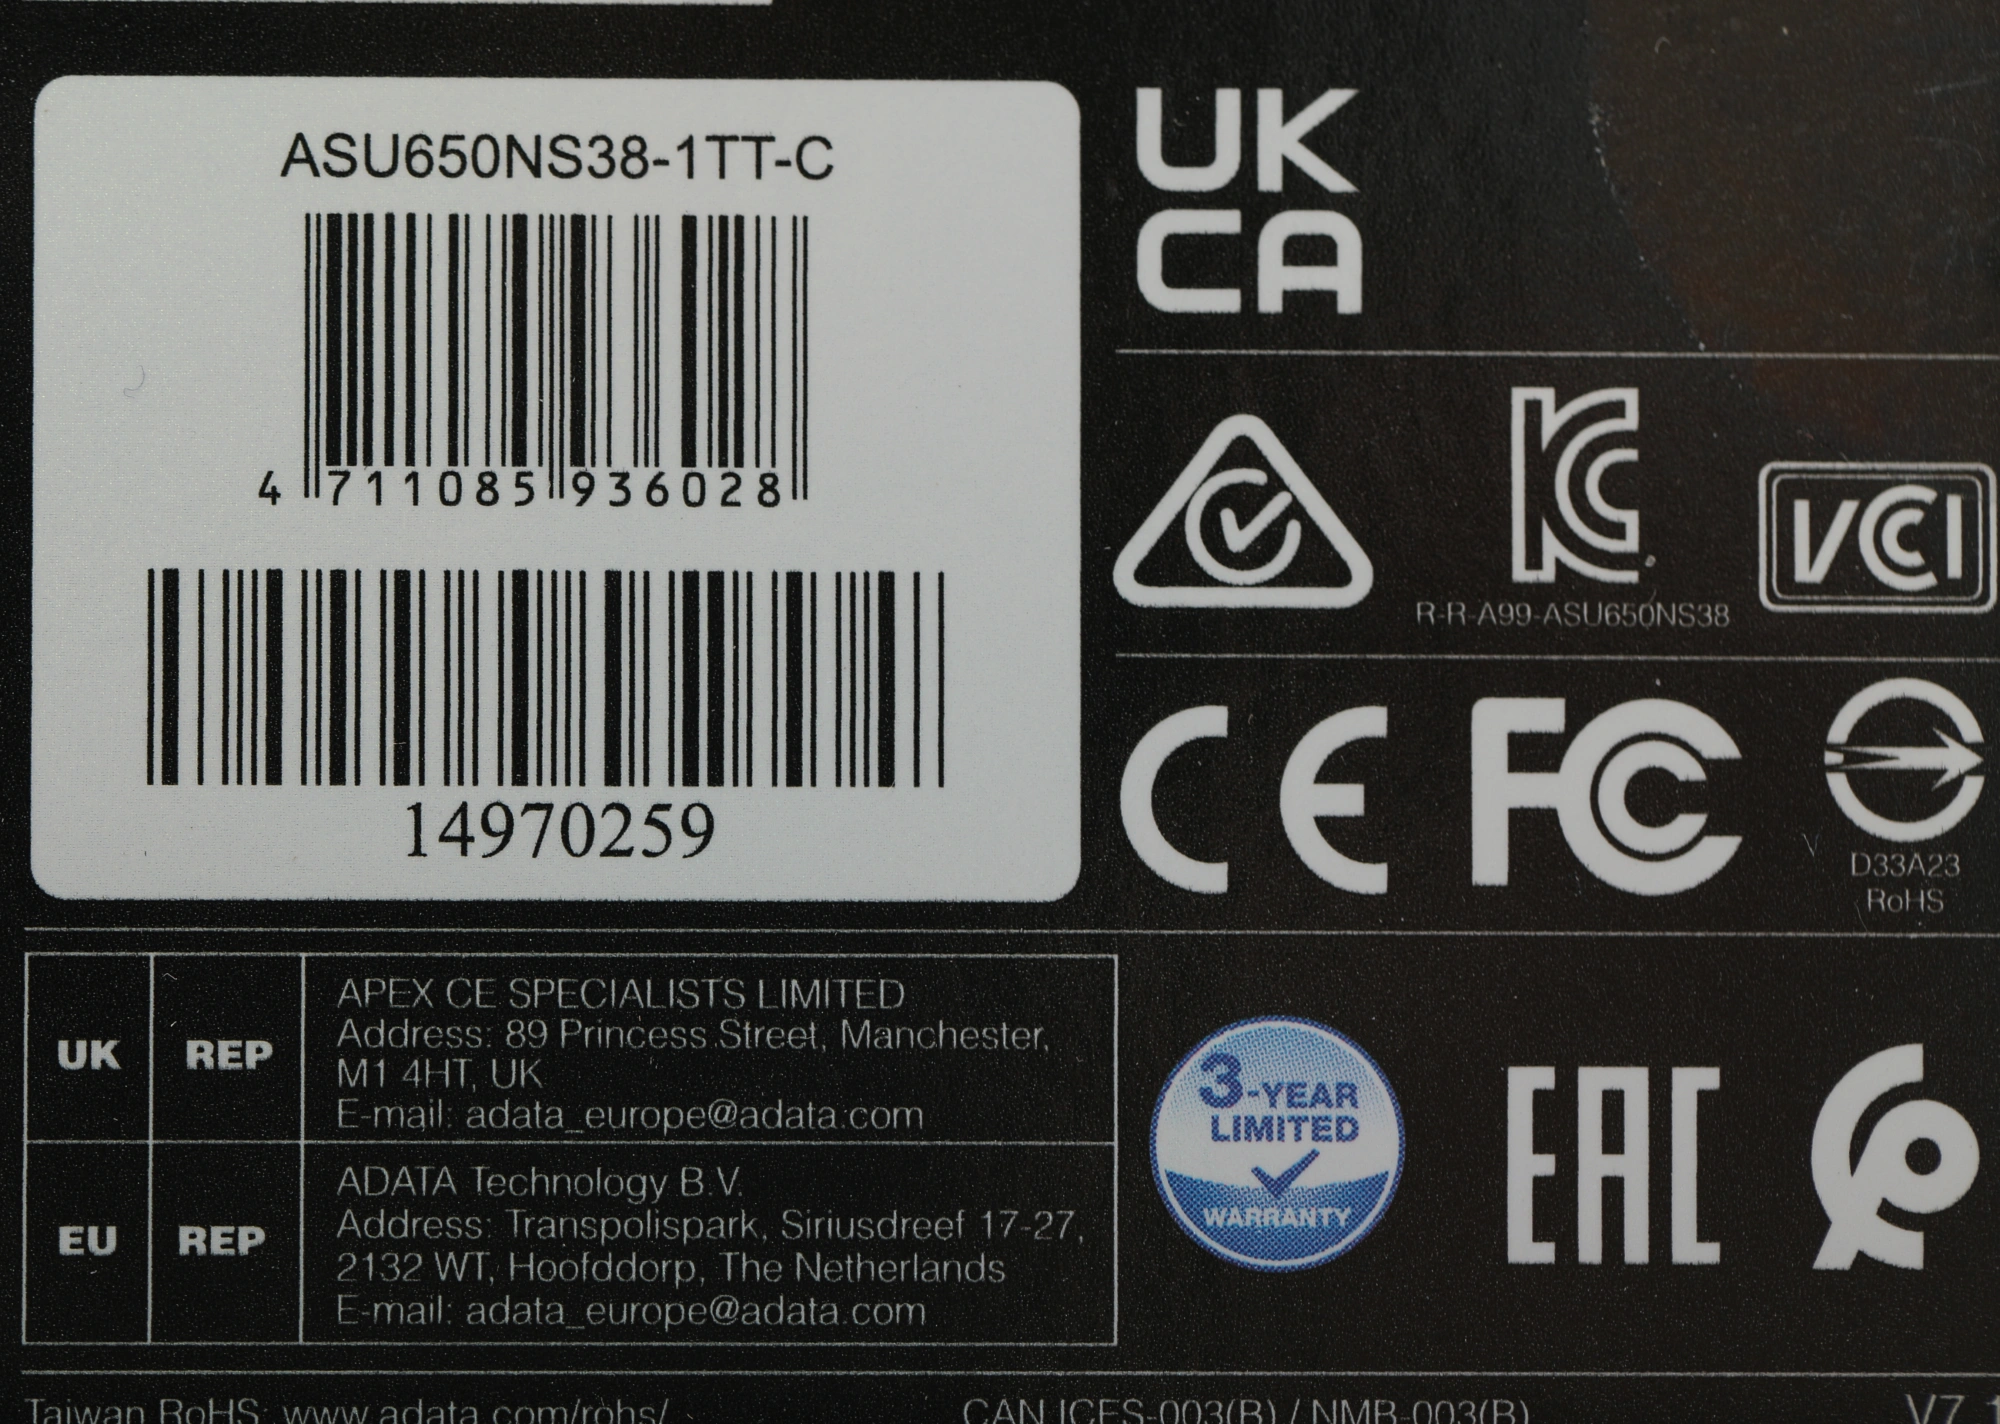 ASU650NS38-1TT-C
4 711085 936028
14970259
UK
CA
R-R-A99-ASU650NS38
VCCI
CE FCC
D33A23
RoHS
UK REP
APEX CE SPECIALISTS LIMITED
Address: 89 Princess Street, Manchester,
M1 4HT, UK
E-mail: adata_europe@adata.com
EU REP
ADATA Technology B.V.
Address: Transpolispark, Siriusdreef 17-27,
2132 WT, Hoofddorp, The Netherlands
E-mail: adata_europe@adata.com
3-YEAR
LIMITED
WARRANTY
EAC
Taiwan RoHS: www.adata.com/rohs/
CAN ICES-003(B) / NMB-003(B)